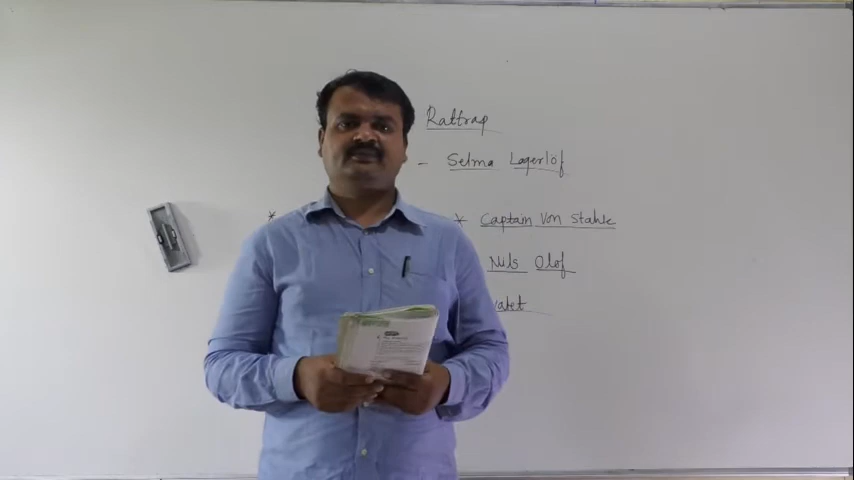 Rattrap
- Selma Lagerlof
* * Captain Von Stahle
Nils Olof